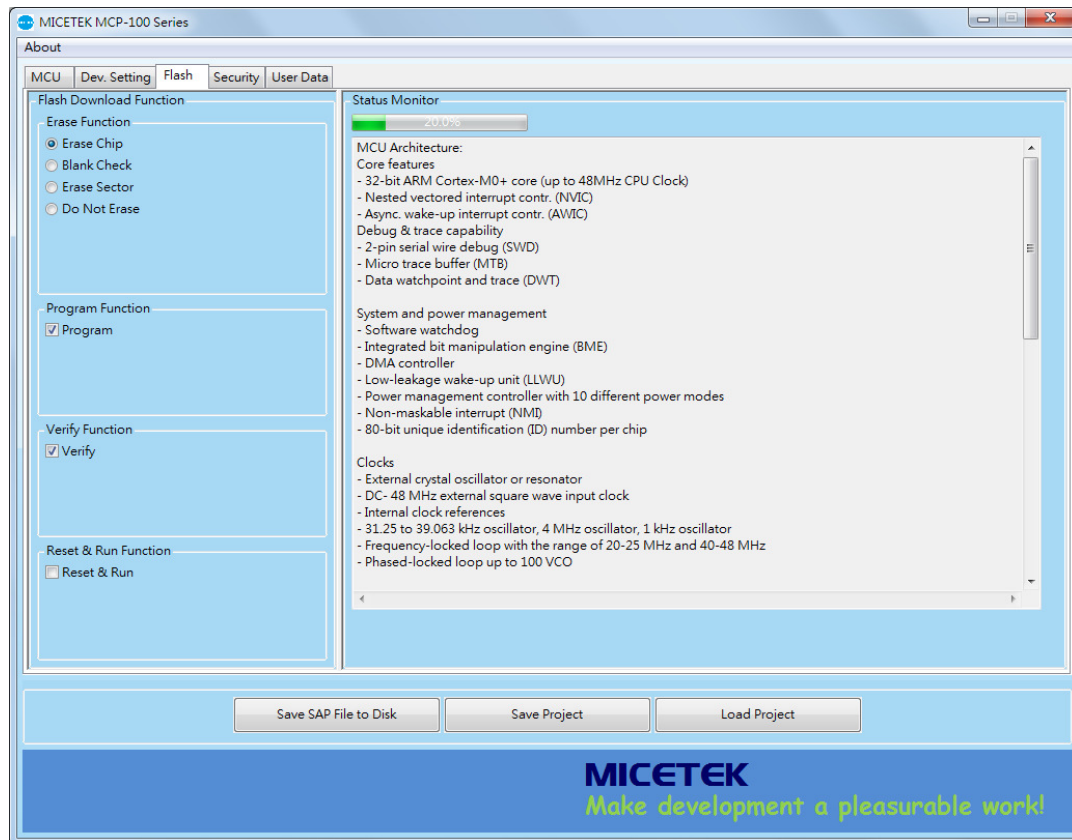 MICETEK MCP-100 Series
About
MCU
Dev. Setting
Flash
Security
User Data
Flash Download Function
Erase Function
Erase Chip
Blank Check
Erase Sector
Do Not Erase
Program Function
Program
Verify Function
Verify
Reset & Run Function
Reset & Run
Status Monitor
20.0%
MCU Architecture:
Core features
- 32-bit ARM Cortex-M0+ core (up to 48MHz CPU Clock)
- Nested vectored interrupt contr. (NVIC)
- Async. wake-up interrupt contr. (AWIC)
Debug & trace capability
- 2-pin serial wire debug (SWD)
- Micro trace buffer (MTB)
- Data watchpoint and trace (DWT)
System and power management
- Software watchdog
- Integrated bit manipulation engine (BME)
- DMA controller
- Low-leakage wake-up unit (LLWU)
- Power management controller with 10 different power modes
- Non-maskable interrupt (NMI)
- 80-bit unique identification (ID) number per chip
Clocks
- External crystal oscillator or resonator
- DC- 48 MHz external square wave input clock
- Internal clock references
- 31.25 to 39.063 kHz oscillator, 4 MHz oscillator, 1 kHz oscillator
- Frequency-locked loop with the range of 20-25 MHz and 40-48 MHz
- Phased-locked loop up to 100 VCO
Save SAP File to Disk
Save Project
Load Project
MICETEK
Make development a pleasurable work!